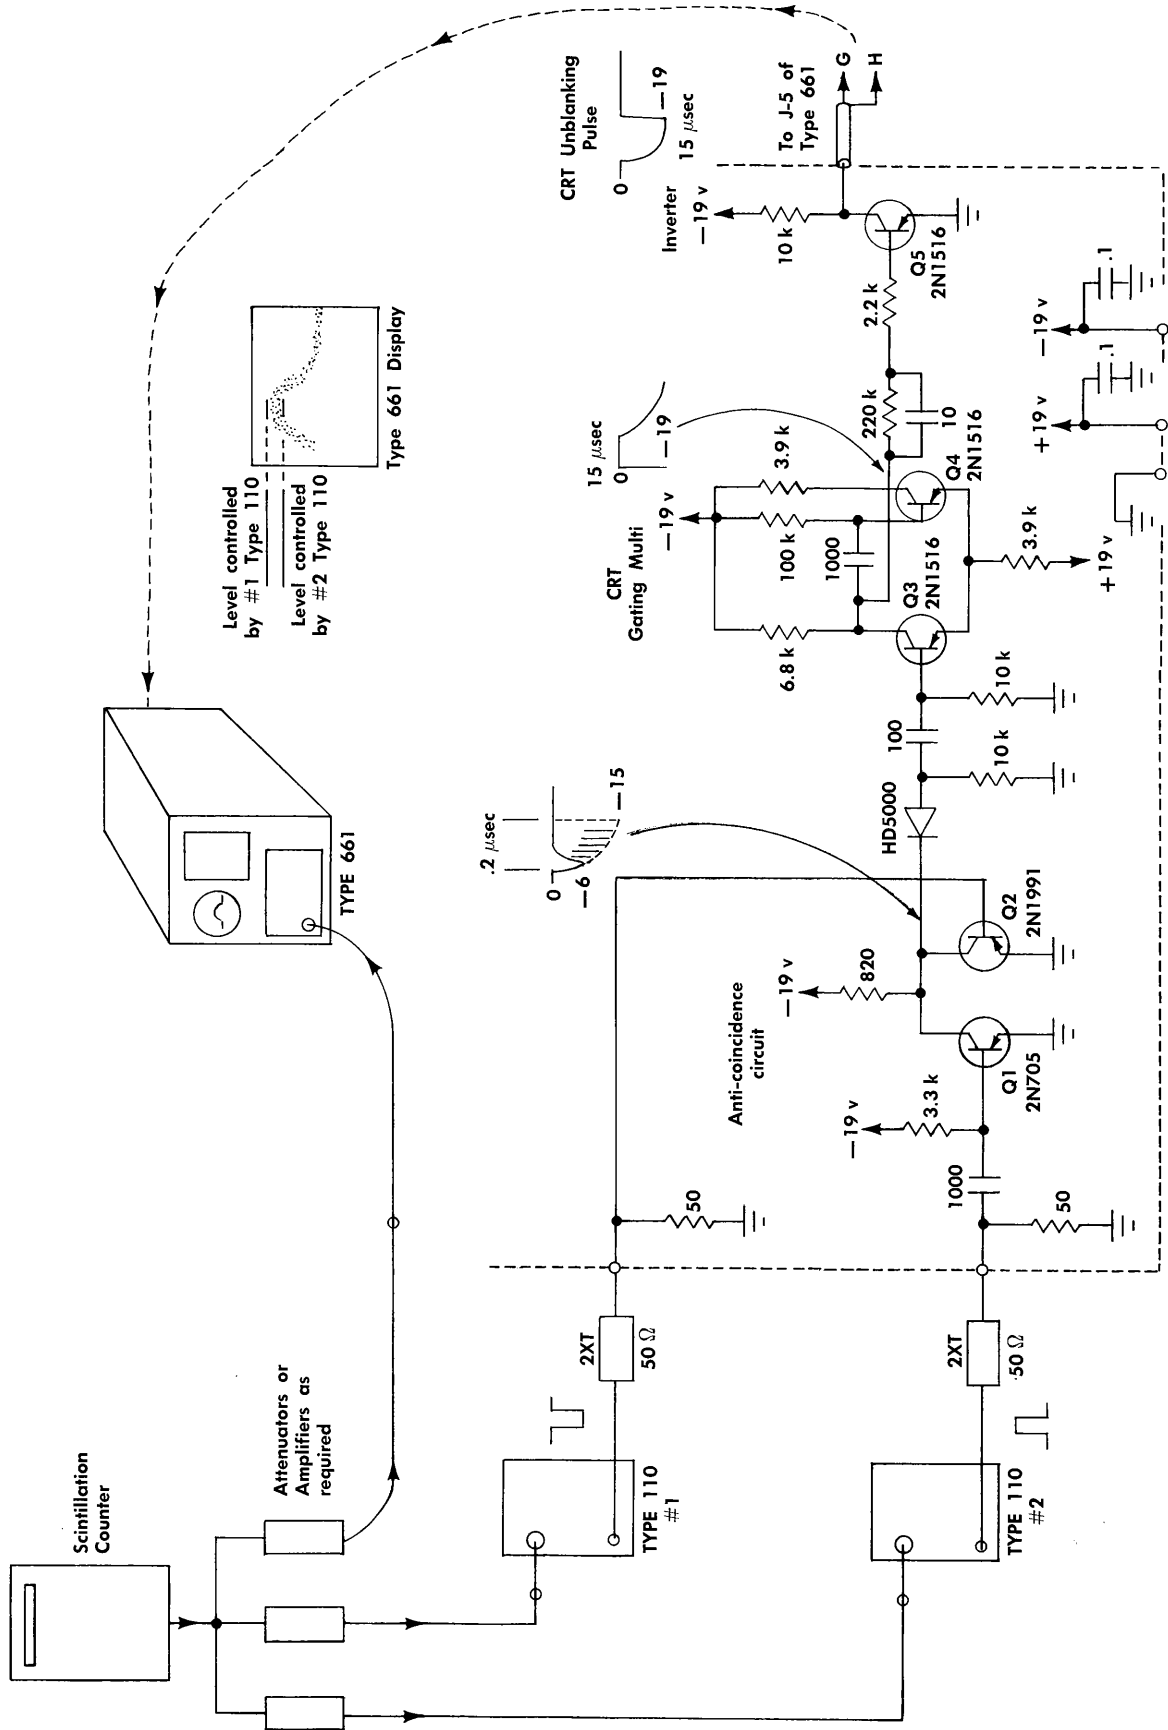 Scintillation
Counter
Attenuators or
Amplifiers as
required
TYPE 661
Level controlled
by #1 Type 110
Level controlled
by #2 Type 110
Type 661 Display
TYPE 110
#1
2XT
50 Ω
50
TYPE 110
#2
2XT
50 Ω
50
1000
−19 v
3.3 k
Q1
2N705
Anti-coincidence
circuit
−19 v
820
Q2
2N1991
.2 μsec
0
−6
−15
HD5000
10 k
100
10 k
CRT
Gating Multi
−19 v
6.8 k
100 k
3.9 k
1000
Q3
2N1516
Q4
2N1516
3.9 k
+19 v
15 μsec
0
−19
220 k
10
2.2 k
Q5
2N1516
Inverter
−19 v
10 k
CRT Unblanking
Pulse
0
−19
15 μsec
To J-5 of
Type 661
G
H
+19 v
.1
−19 v
.1